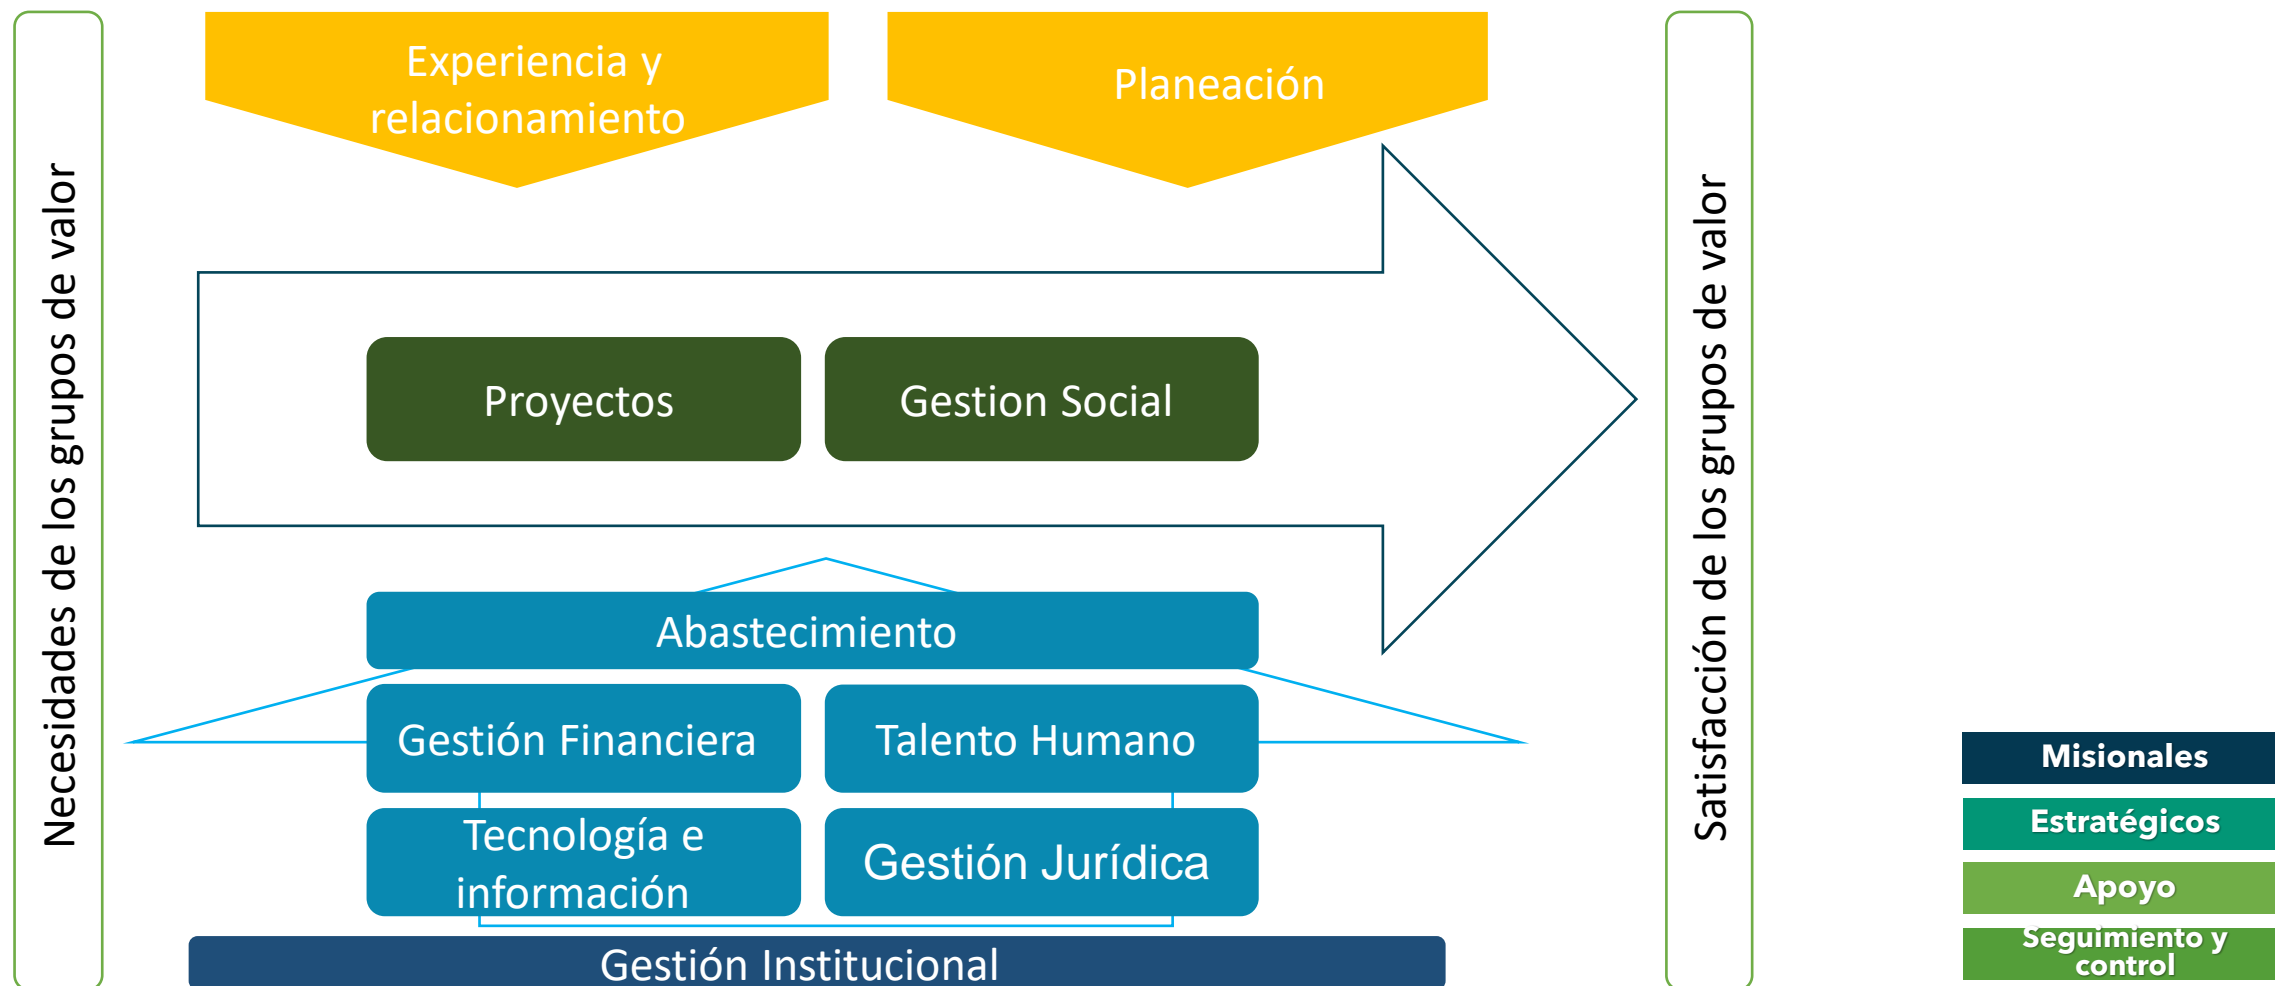 Necesidades de los grupos de valor
Experiencia y
relacionamiento
Planeación
Proyectos
Gestion Social
Abastecimiento
Gestión Financiera
Talento Humano
Tecnología e
información
Gestión Jurídica
Gestión Institucional
Satisfacción de los grupos de valor
Misionales
Estratégicos
Apoyo
Seguimiento y
control